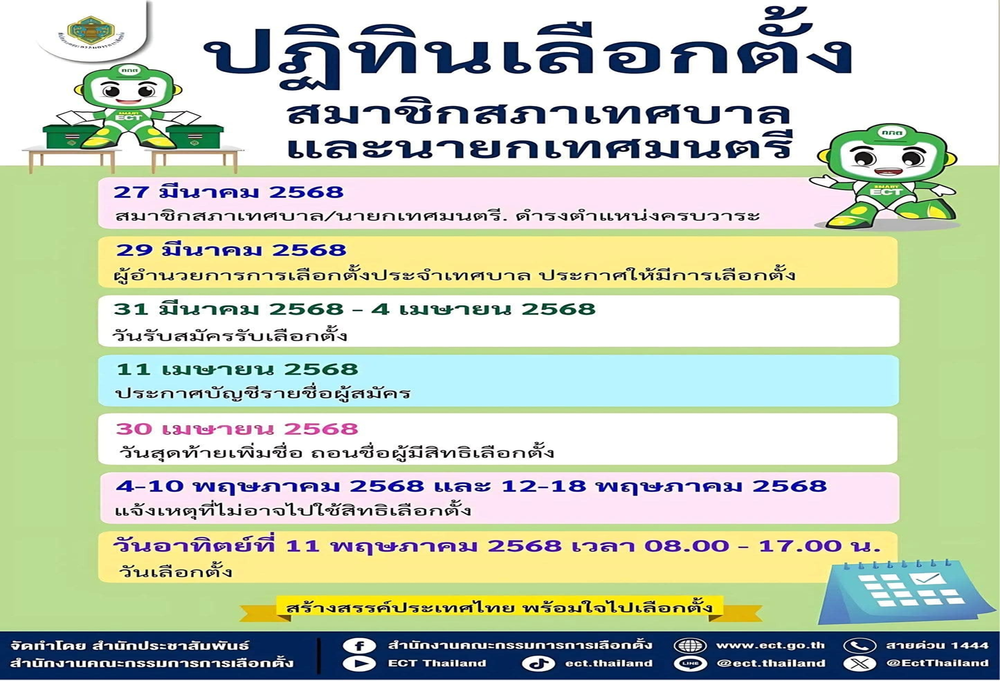 ปฏิทินเลือกตั้ง
สมาชิกสภาเทศบาล
และนายกเทศมนตรี
กกต
SMART
ECT
กกต
SMART
ECT
27 มีนาคม 2568
สมาชิกสภาเทศบาล/นายกเทศมนตรี. ดำรงตำแหน่งครบวาระ
29 มีนาคม 2568
ผู้อำนวยการการเลือกตั้งประจำเทศบาล ประกาศให้มีการเลือกตั้ง
31 มีนาคม 2568 - 4 เมษายน 2568
วันรับสมัครรับเลือกตั้ง
11 เมษายน 2568
ประกาศบัญชีรายชื่อผู้สมัคร
30 เมษายน 2568
วันสุดท้ายเพิ่มชื่อ ถอนชื่อผู้มีสิทธิเลือกตั้ง
4-10 พฤษภาคม 2568 และ 12-18 พฤษภาคม 2568
แจ้งเหตุที่ไม่อาจไปใช้สิทธิเลือกตั้ง
วันอาทิตย์ที่ 11 พฤษภาคม 2568 เวลา 08.00 - 17.00 น.
วันเลือกตั้ง
สร้างสรรค์ประเทศไทย พร้อมใจไปเลือกตั้ง
จัดทำโดย สำนักประชาสัมพันธ์
สำนักงานคณะกรรมการการเลือกตั้ง
สำนักงานคณะกรรมการการเลือกตั้ง
www.ect.go.th
สายด่วน 1444
ECT Thailand
ect.thailand
LINE
@ect.thailand
@EctThailand